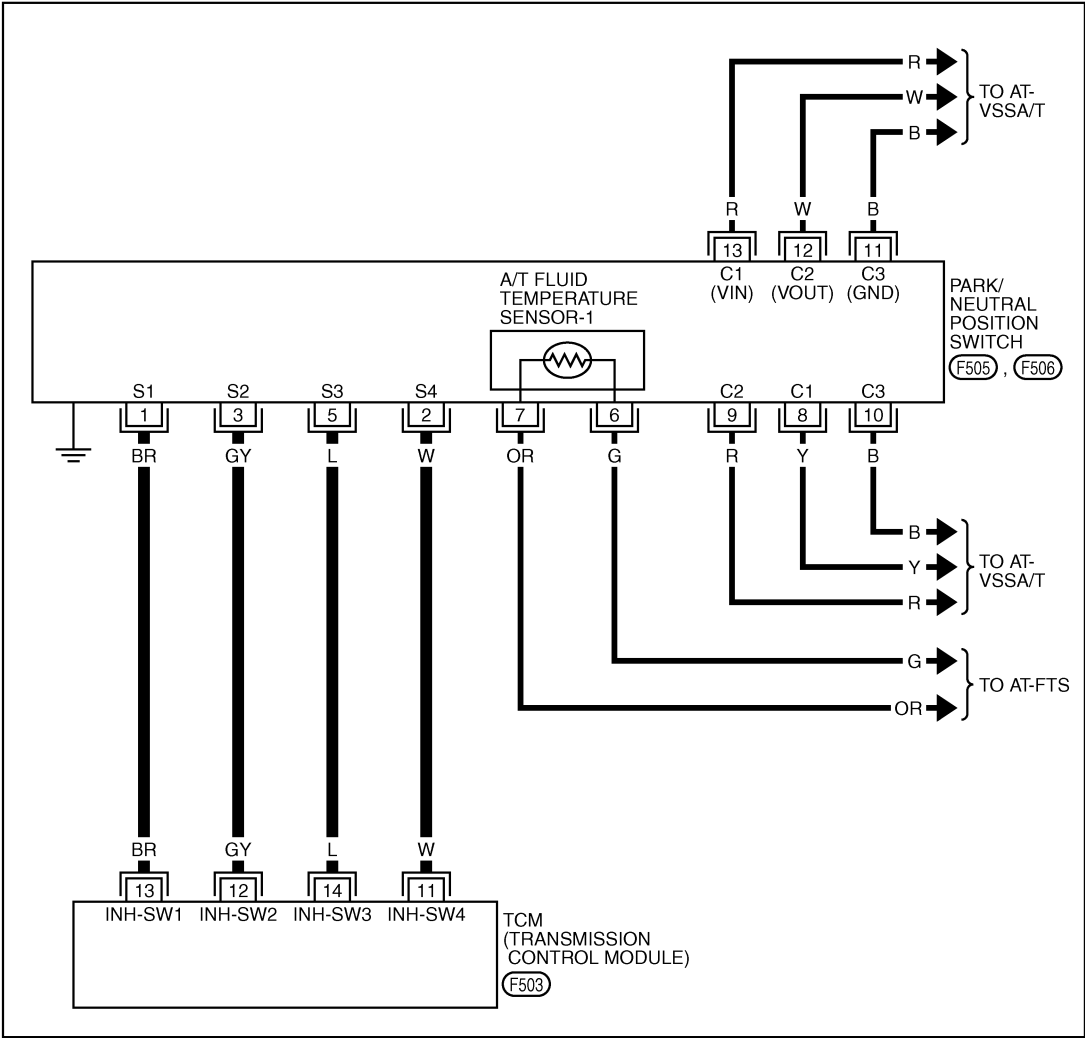 R
W
B
TO AT-
VSSA/T
R W B
13 12 11
C1 C2 C3
(VIN) (VOUT) (GND)
A/T FLUID
TEMPERATURE
SENSOR-1
PARK/
NEUTRAL
POSITION
SWITCH
F505 , F506
S1 S2 S3 S4 C2 C1 C3
1 3 5 2 7 6 9 8 10
BR GY L W OR G R Y B
B
Y
R
TO AT-
VSSA/T
G
OR
TO AT-FTS
BR GY L W
13 12 14 11
INH-SW1 INH-SW2 INH-SW3 INH-SW4
TCM
(TRANSMISSION
CONTROL MODULE)
F503